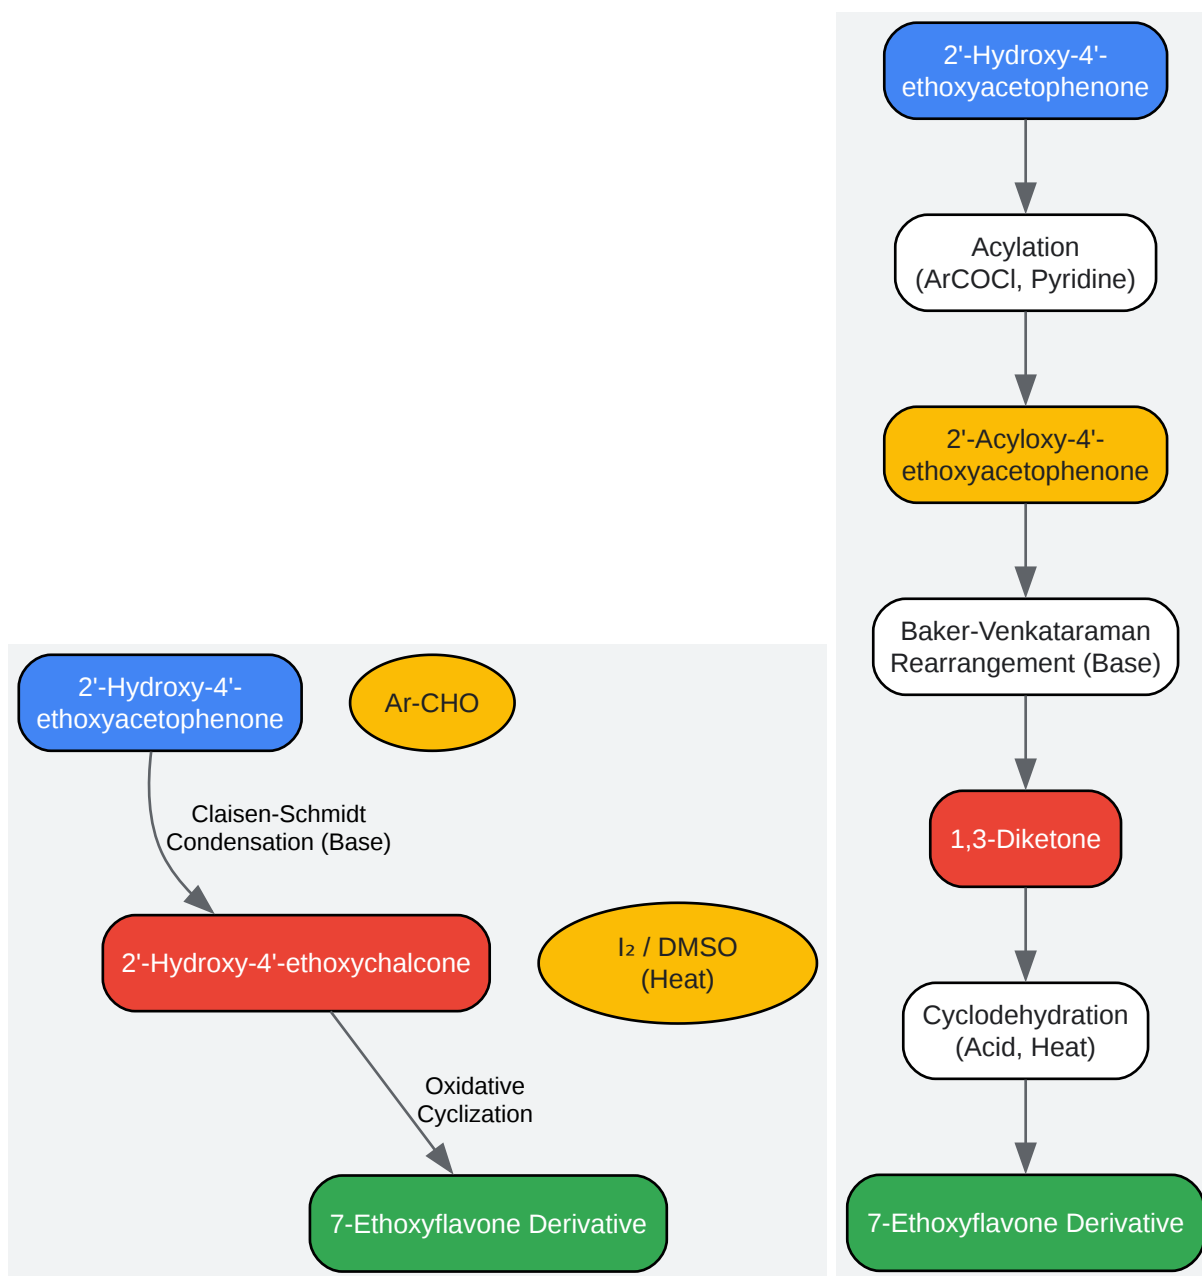 2'-Hydroxy-4'-
ethoxyacetophenone
Ar-CHO
Claisen-Schmidt
Condensation (Base)
2'-Hydroxy-4'-ethoxychalcone
I₂ / DMSO
(Heat)
Oxidative
Cyclization
7-Ethoxyflavone Derivative
2'-Hydroxy-4'-
ethoxyacetophenone
Acylation
(ArCOCl, Pyridine)
2'-Acyloxy-4'-
ethoxyacetophenone
Baker-Venkataraman
Rearrangement (Base)
1,3-Diketone
Cyclodehydration
(Acid, Heat)
7-Ethoxyflavone Derivative